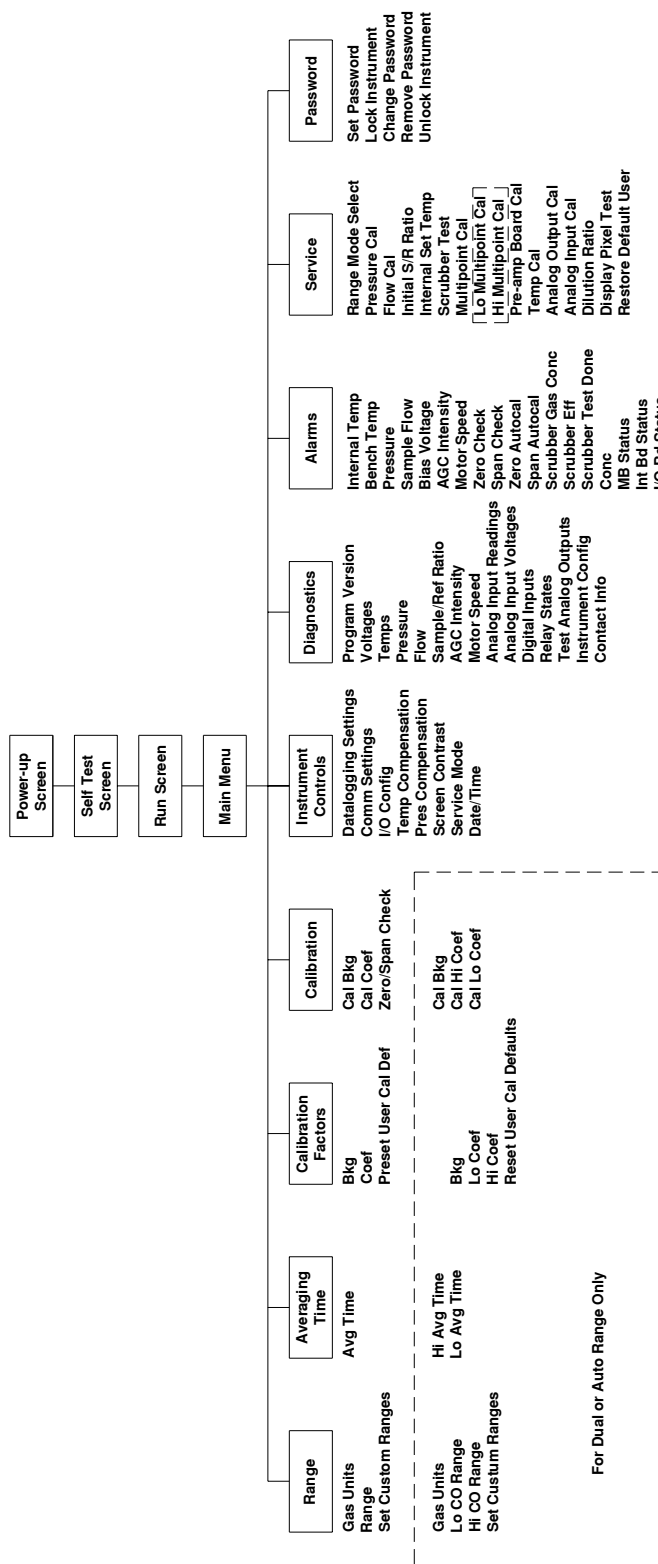 Power-up
Screen
Self Test
Screen
Run Screen
Main Menu
Range
Gas Units
Range
Set Custom Ranges
Averaging
Time
Avg Time
Calibration
Factors
Bkg
Coef
Preset User Cal Def
Calibration
Cal Bkg
Cal Coef
Zero/Span Check
Instrument
Controls
Datalogging Settings
Comm Settings
I/O Config
Temp Compensation
Pres Compensation
Screen Contrast
Service Mode
Date/Time
Diagnostics
Program Version
Voltages
Temps
Pressure
Flow
Sample/Ref Ratio
AGC Intensity
Motor Speed
Analog Input Readings
Analog Input Voltages
Digital Inputs
Relay States
Test Analog Outputs
Instrument Config
Contact Info
Alarms
Internal Temp
Bench Temp
Pressure
Sample Flow
Bias Voltage
AGC Intensity
Motor Speed
Zero Check
Span Check
Zero Autocal
Span Autocal
Scrubber Gas Conc
Scrubber Eff
Scrubber Test Done
Conc
MB Status
Int Bd Status
I/O Bd Status
Service
Range Mode Select
Pressure Cal
Flow Cal
Initial S/R Ratio
Internal Set Temp
Scrubber Test
Multipoint Cal
Lo Multipoint Cal
Hi Multipoint Cal
Pre-amp Board Cal
Temp Cal
Analog Output Cal
Analog Input Cal
Dilution Ratio
Display Pixel Test
Restore Default User
Password
Set Password
Lock Instrument
Change Password
Remove Password
Unlock Instrument
Gas Units
Lo CO Range
Hi CO Range
Set Custum Ranges
Hi Avg Time
Lo Avg Time
Bkg
Lo Coef
Hi Coef
Reset User Cal Defaults
Cal Bkg
Cal Hi Coef
Cal Lo Coef
For Dual or Auto Range Only